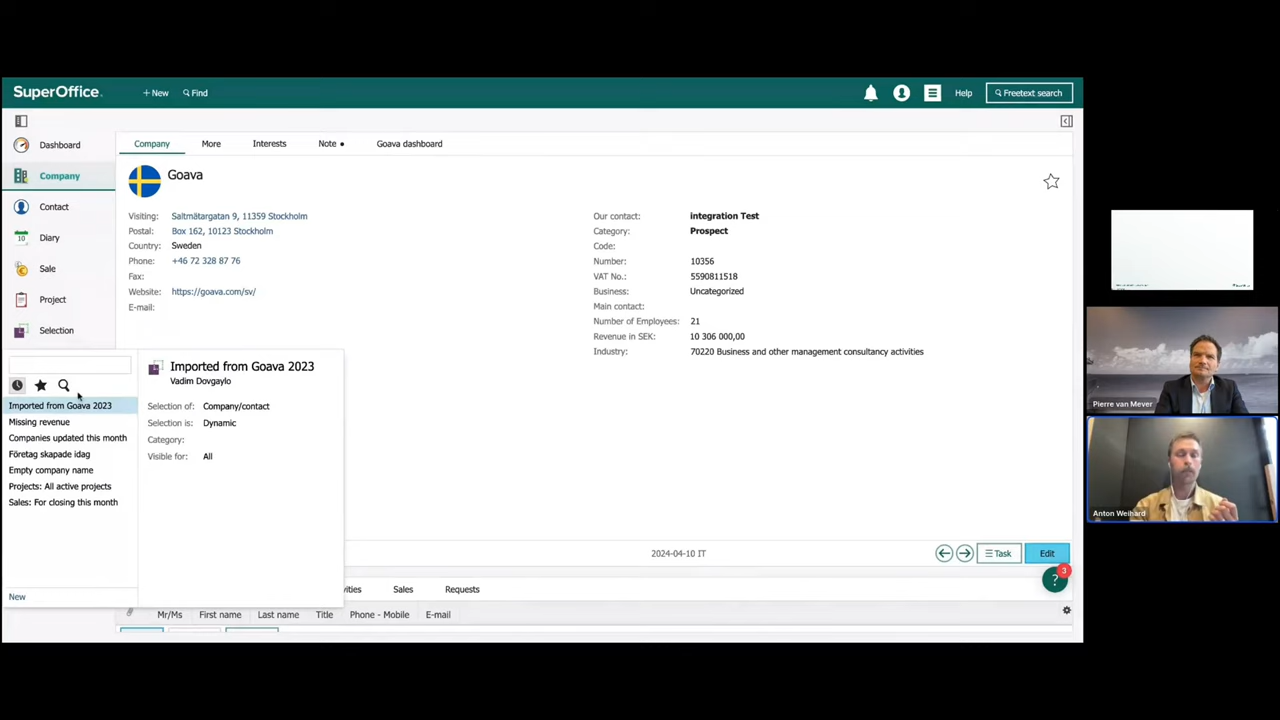 SuperOffice.
+ New
Find
Help
Freetext search
Dashboard
Company
Contact
10
Diary
Sale
Project
Selection
Company
More
Interests
Note
Goava dashboard
Goava
Visiting: Saltmätargatan 9, 11359 Stockholm
Postal: Box 162, 10123 Stockholm
Country: Sweden
Phone: +46 72 328 87 76
Fax:
Website: https://goava.com/sv/
E-mail:
Our contact: integration Test
Category: Prospect
Code:
Number: 10356
VAT No.: 5590811518
Business: Uncategorized
Main contact:
Number of Employees: 21
Revenue in SEK: 10 306 000,00
Industry: 70220 Business and other management consultancy activities
Imported from Goava 2023
Missing revenue
Companies updated this month
Företag skapade idag
Empty company name
Projects: All active projects
Sales: For closing this month
New
Imported from Goava 2023
Vadim Dovgaylo
Selection of: Company/contact
Selection is: Dynamic
Category:
Visible for: All
2024-04-10 IT
Task
Edit
? 3
vities
Sales
Requests
Mr/Ms
First name
Last name
Title
Phone - Mobile
E-mail
Pierre van Meyer
Anton Weihard